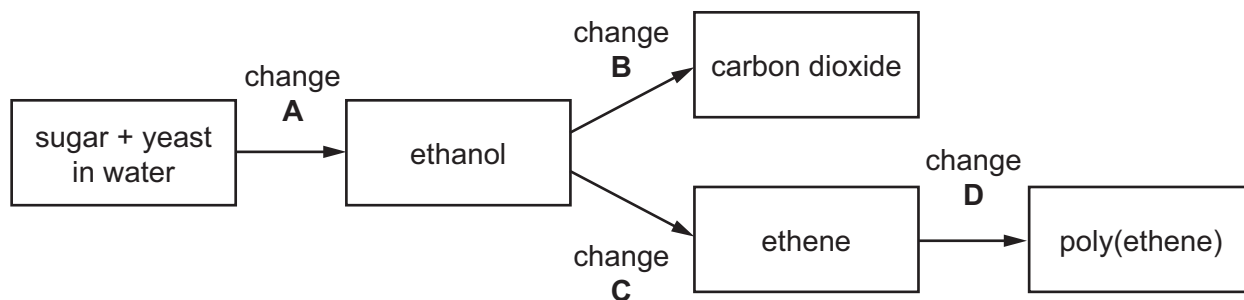 change
A
change
B
change
C
change
D
sugar + yeast
in water
ethanol
carbon dioxide
ethene
poly(ethene)